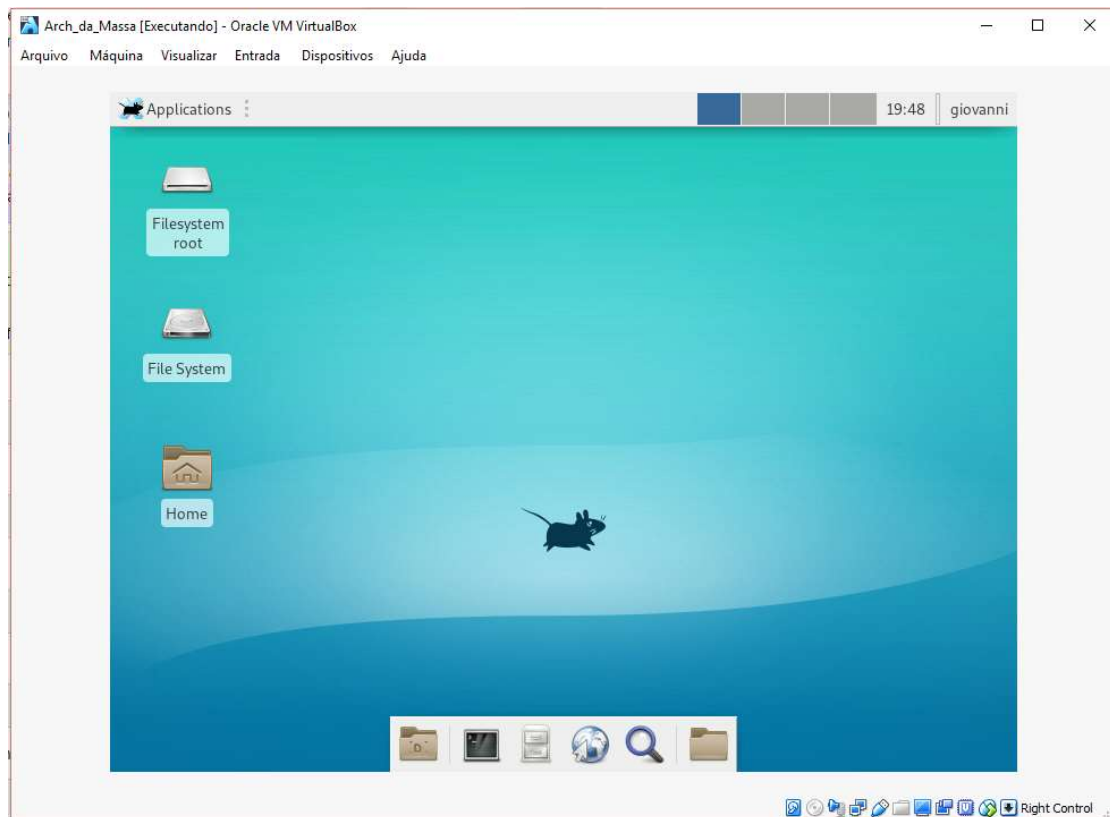 Arch_da_Massa [Executando] - Oracle VM VirtualBox
Arquivo Máquina Visualizar Entrada Dispositivos Ajuda
Applications 19:48 giovanni
Filesystem
root
File System
Home
Right Control